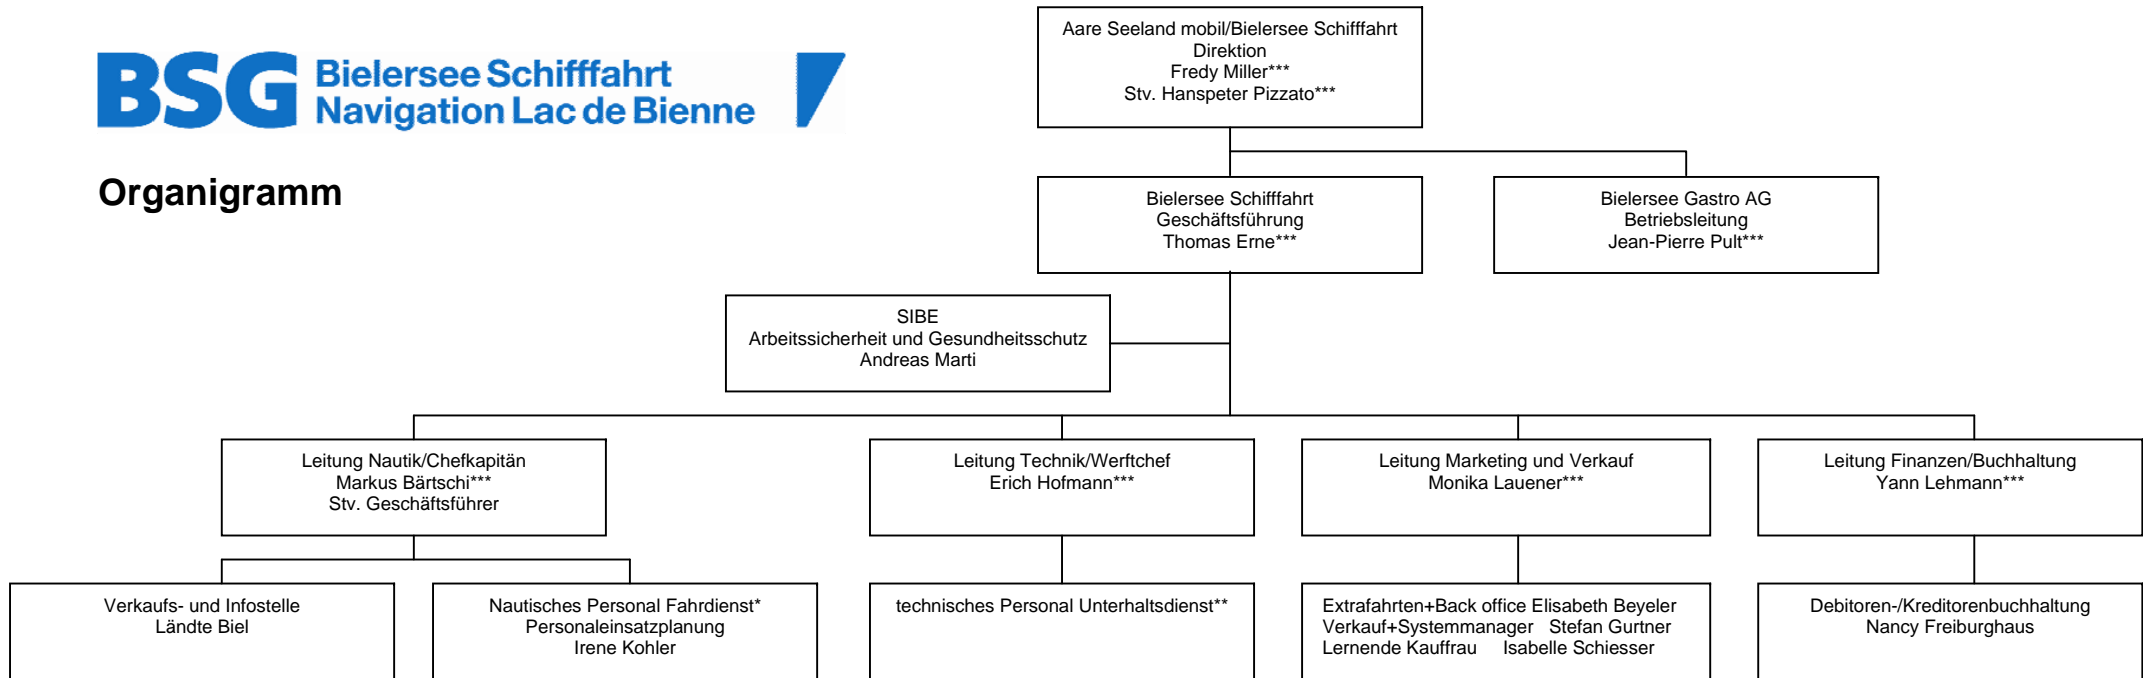 Aare Seeland mobil/Bielersee Schifffahrt
Direktion
Fredy Miller***
Stv. Hanspeter Pizzato***
BSG Bielersee Schifffahrt
Navigation Lac de Bienne
Organigramm
Bielersee Schifffahrt
Geschäftsführung
Thomas Erne***
Bielersee Gastro AG
Betriebsleitung
Jean-Pierre Pult***
SIBE
Arbeitssicherheit und Gesundheitsschutz
Andreas Marti
Leitung Nautik/Chefkapitän
Markus Bärtschi***
Stv. Geschäftsführer
Leitung Technik/Werftchef
Erich Hofmann***
Leitung Marketing und Verkauf
Monika Lauener***
Leitung Finanzen/Buchhaltung
Yann Lehmann***
Verkaufs- und Infostelle
Ländte Biel
Nautisches Personal Fahrdienst*
Personaleinsatzplanung
Irene Kohler
technisches Personal Unterhaltsdienst**
Extrafahrten+Back office Elisabeth Beyeler
Verkauf+Systemmanager Stefan Gurtner
Lernende Kauffrau Isabelle Schiesser
Debitoren-/Kreditorenbuchhaltung
Nancy Freiburghaus